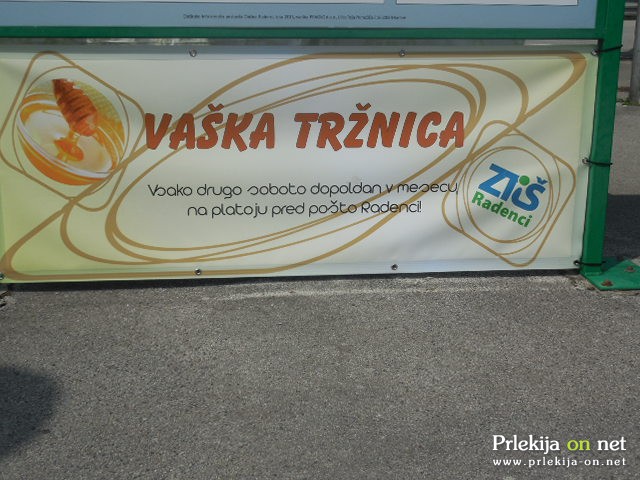 VAŠKA TRŽNICA
Vsako drugo soboto dopoldan v mesecu
na platoju pred pošto Radenci!
ZTiŠ
Radenci
Prlekija on net
www.prlekija-on.net